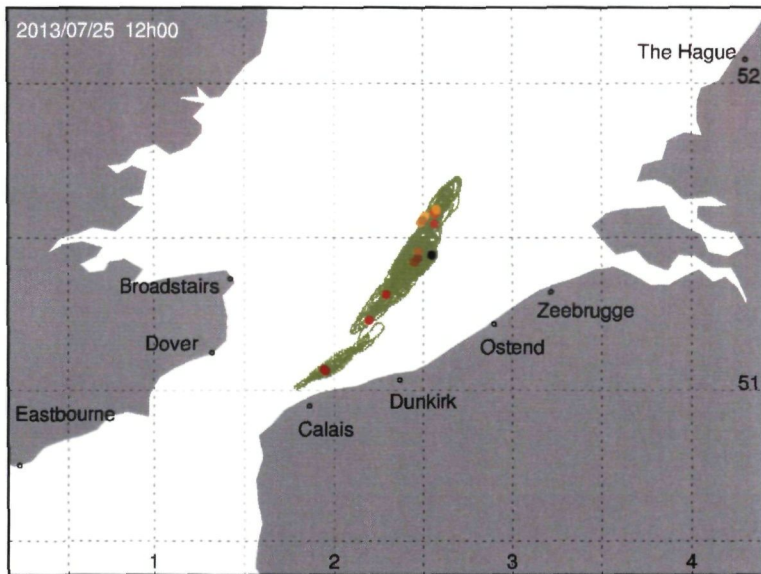 2013/07/25 12h00
The Hague
52
Broadstairs
Zeebrugge
Dover
Ostend
51
Dunkirk
Eastbourne
Calais
1 2 3 4